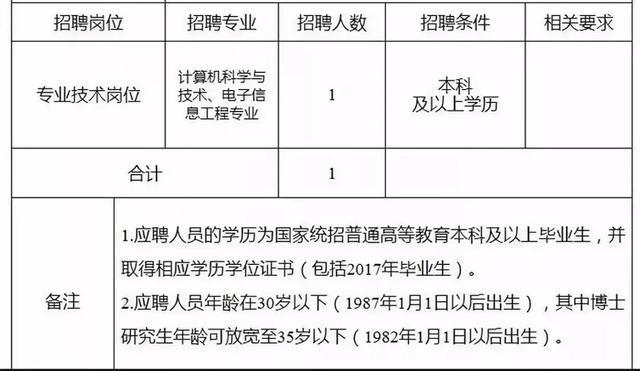 招聘岗位 招聘专业 招聘人数 招聘条件 相关要求
专业技术岗位 计算机科学与 1 本科
技术、电子信 及以上学历
息工程专业
合计 1
备注
1.应聘人员的学历为国家统招普通高等教育本科及以上毕业生，并
取得相应学历学位证书（包括2017年毕业生）。
2.应聘人员年龄在30岁以下（1987年1月1日以后出生），其中博士
研究生年龄可放宽至35岁以下（1982年1月1日以后出生）。